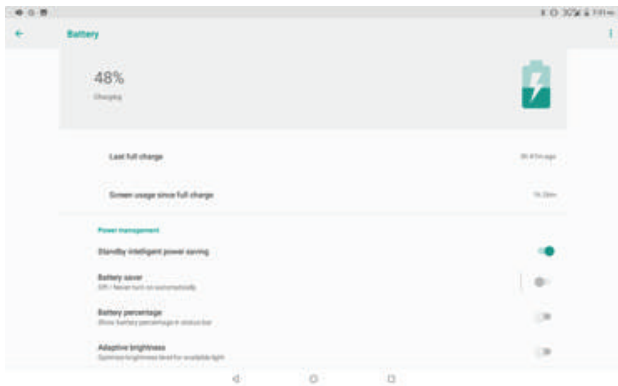 Battery
48%
Charging
Last full charge
Screen usage since full charge
Power management
Standby intelligent power saving
Battery saver
Off / Never turn on automatically
Battery percentage
Show battery percentage in status bar
Adaptive brightness
Optimize brightness level for available light